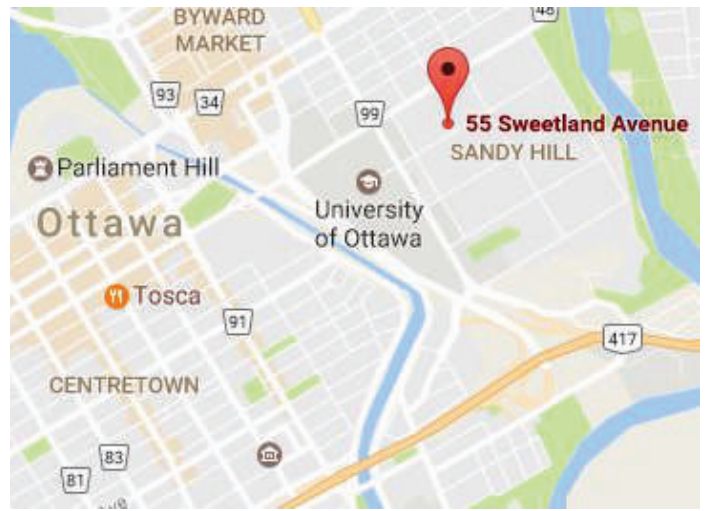 BYWARD
MARKET
48
93
34
99
55 Sweetland Avenue
SANDY HILL
Parliament Hill
University
of Ottawa
Ottawa
Tosca
91
417
CENTRETOWN
83
81